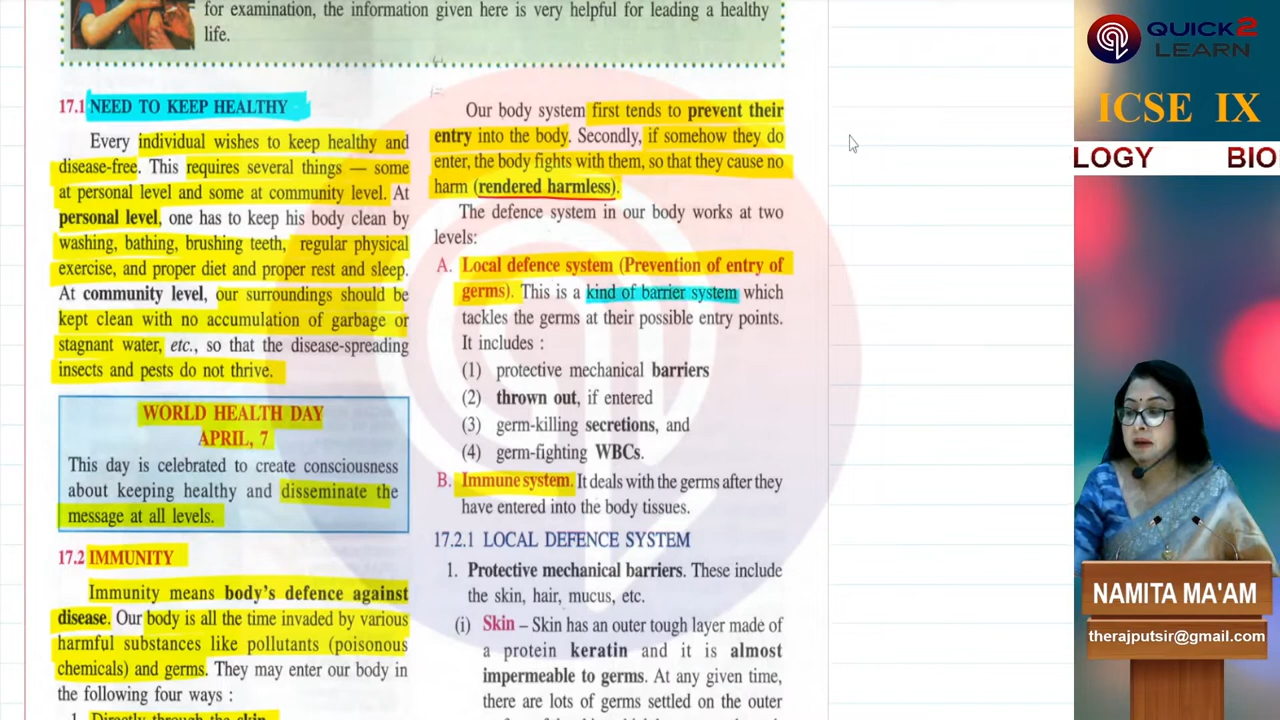 for examination, the information given here is very helpful for leading a healthy
life.
17.1 NEED TO KEEP HEALTHY
Every individual wishes to keep healthy and
disease-free. This requires several things — some
at personal level and some at community level. At
personal level, one has to keep his body clean by
washing, bathing, brushing teeth, regular physical
exercise, and proper diet and proper rest and sleep.
At community level, our surroundings should be
kept clean with no accumulation of garbage or
stagnant water, etc., so that the disease-spreading
insects and pests do not thrive.
WORLD HEALTH DAY
APRIL, 7
This day is celebrated to create consciousness
about keeping healthy and disseminate the
message at all levels.
17.2 IMMUNITY
Immunity means body's defence against
disease. Our body is all the time invaded by various
harmful substances like pollutants (poisonous
chemicals) and germs. They may enter our body in
the following four ways :
1. Directly through the skin
Our body system first tends to prevent their
entry into the body. Secondly, if somehow they do
enter, the body fights with them, so that they cause no
harm (rendered harmless).
The defence system in our body works at two
levels:
A. Local defence system (Prevention of entry of
germs). This is a kind of barrier system which
tackles the germs at their possible entry points.
It includes :
(1) protective mechanical barriers
(2) thrown out, if entered
(3) germ-killing secretions, and
(4) germ-fighting WBCs.
B. Immune system. It deals with the germs after they
have entered into the body tissues.
17.2.1 LOCAL DEFENCE SYSTEM
1. Protective mechanical barriers. These include
the skin, hair, mucus, etc.
(i) Skin – Skin has an outer tough layer made of
a protein keratin and it is almost
impermeable to germs. At any given time,
there are lots of germs settled on the outer
QUICK2
LEARN
ICSE IX
LOGY BIO
NAMITA MA'AM
therajputsir@gmail.com